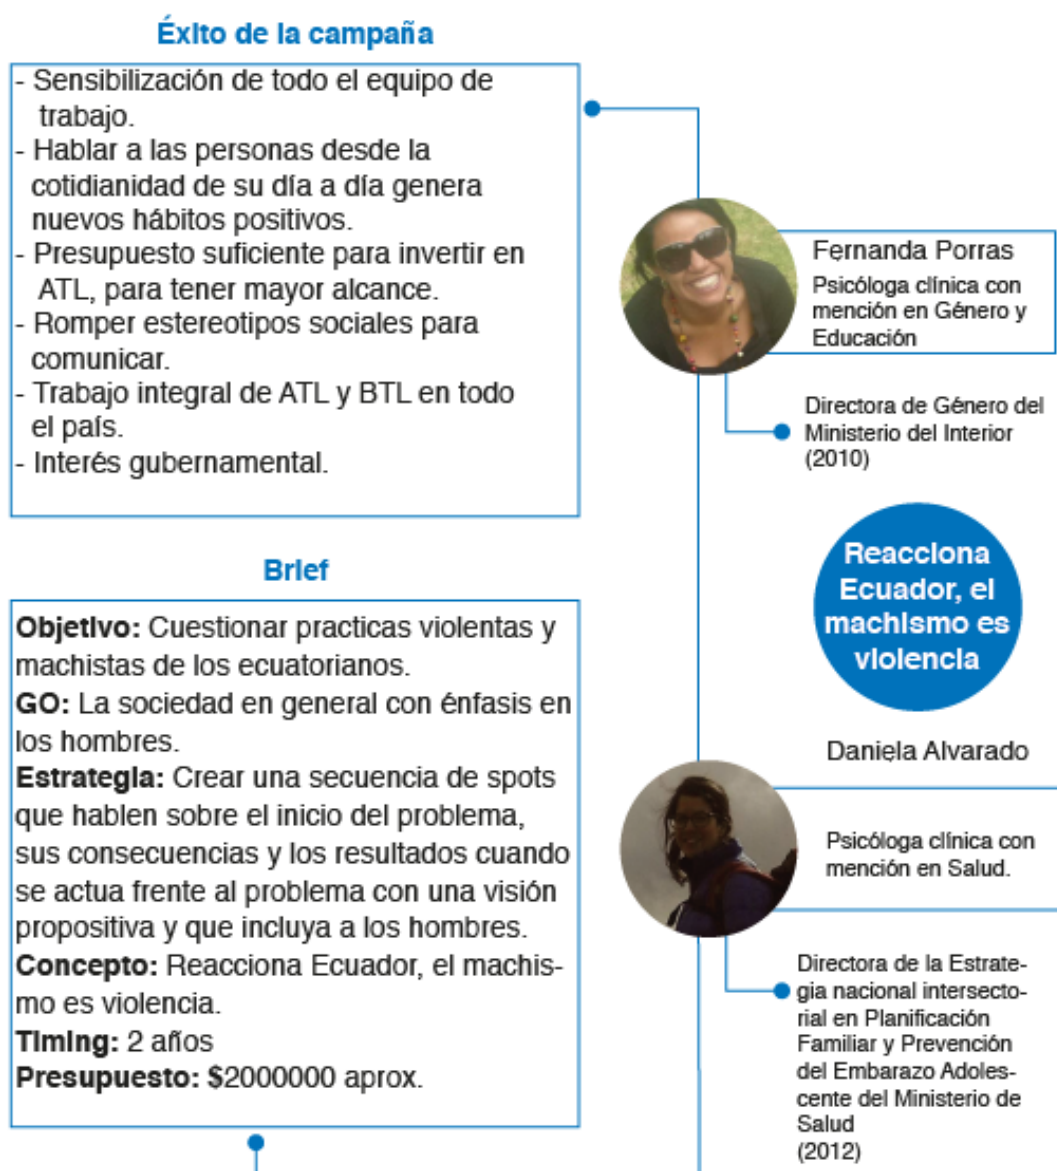 Éxito de la campaña
- Sensibilización de todo el equipo de
trabajo.
- Hablar a las personas desde la
cotidianidad de su día a día genera
nuevos hábitos positivos.
- Presupuesto suficiente para invertir en
ATL, para tener mayor alcance.
- Romper estereotipos sociales para
comunicar.
- Trabajo integral de ATL y BTL en todo
el país.
- Interés gubernamental.
Fernanda Porras
Psicóloga clínica con
mención en Género y
Educación
Directora de Género del
Ministerio del Interior
(2010)
Reacciona
Ecuador, el
machismo es
violencia
Brief
Objetivo: Cuestionar practicas violentas y
machistas de los ecuatorianos.
GO: La sociedad en general con énfasis en
los hombres.
Estrategia: Crear una secuencia de spots
que hablen sobre el inicio del problema,
sus consecuencias y los resultados cuando
se actua frente al problema con una visión
propositiva y que incluya a los hombres.
Concepto: Reacciona Ecuador, el machis-
mo es violencia.
Timing: 2 años
Presupuesto: $2000000 aprox.
Daniela Alvarado
Psicóloga clínica con
mención en Salud.
Directora de la Estrate-
gia nacional intersecto-
rial en Planificación
Familiar y Prevención
del Embarazo Adoles-
cente del Ministerio de
Salud
(2012)